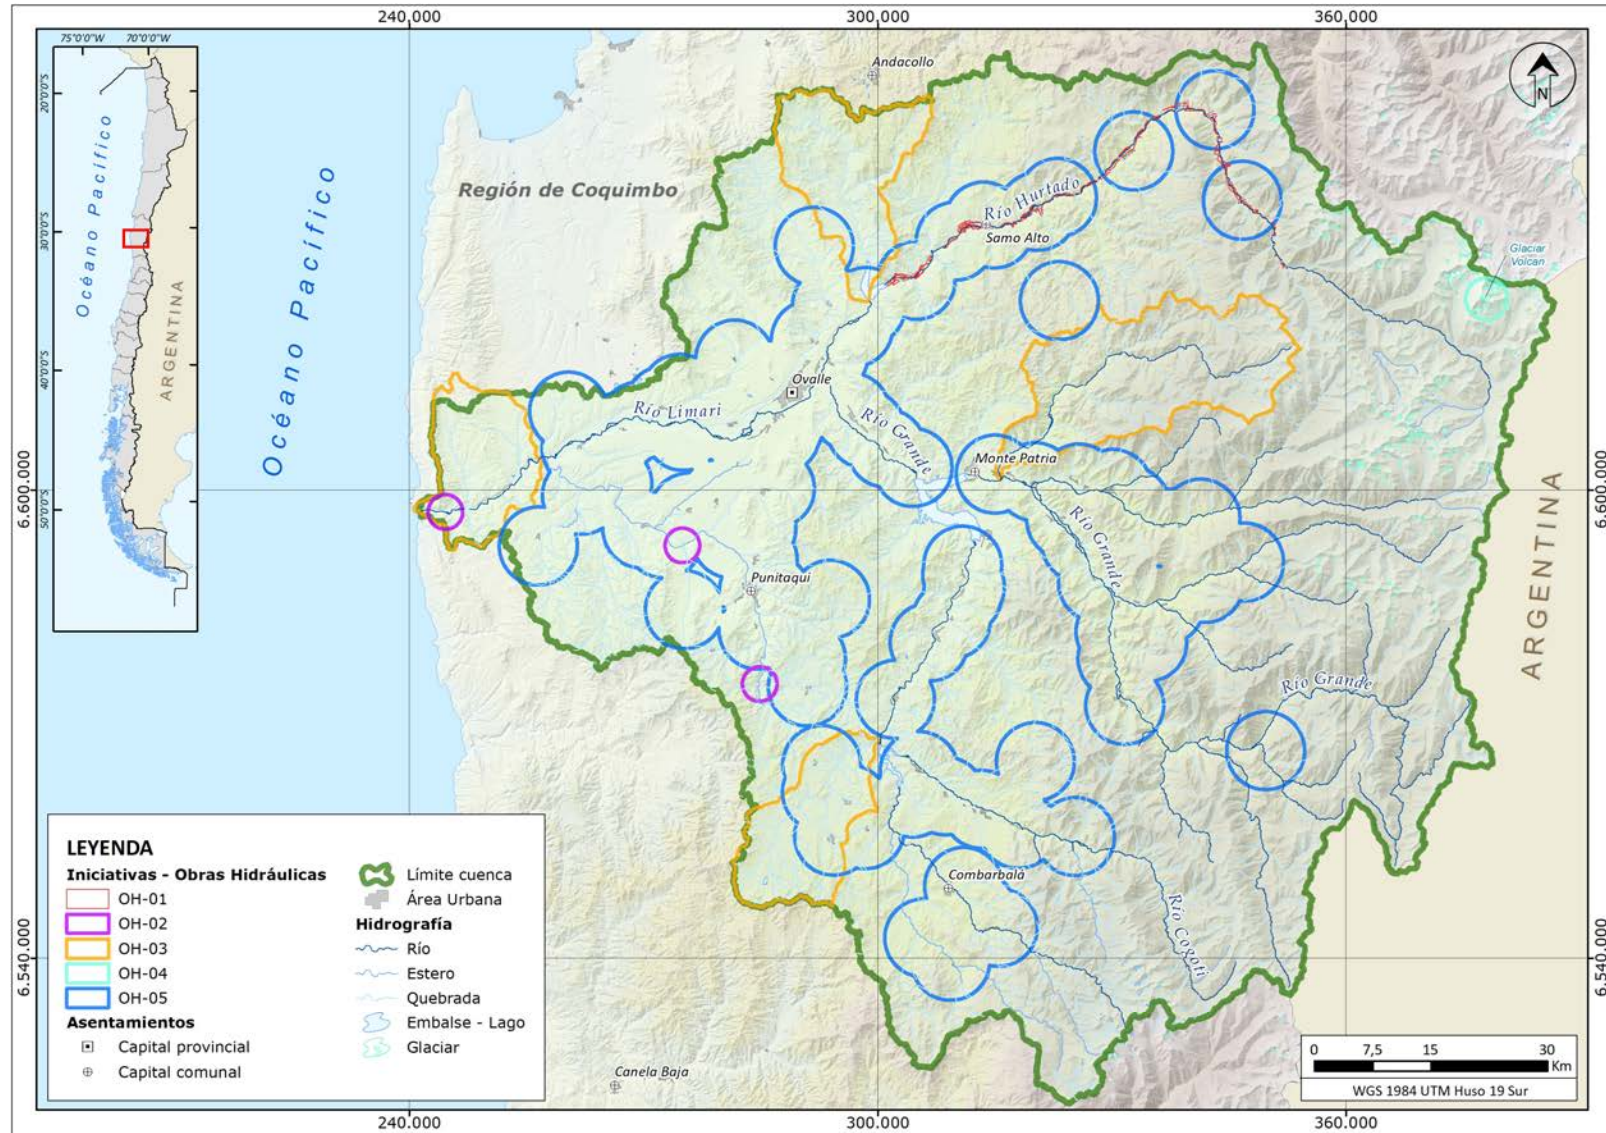 240.000
300.000
360.000
75°0'0"W
70°0'0"W
20°0'0"S
30°0'0"S
40°0'0"S
50°0'0"S
Océano Pacífico
ARGENTINA
Océano Pacífico
Región de Coquimbo
Andacollo
N
Río Hurtado
Samo Alto
Glaciar
Volcan
Ovalle
Río Limari
Río Grande
Monte Patria
6.600.000
6.600.000
Río Grande
Punitaqui
ARGENTINA
Río Grande
Combarbalá
Río Cogotí
6.540.000
6.540.000
Canela Baja
LEYENDA
Iniciativas - Obras Hidráulicas
OH-01
OH-02
OH-03
OH-04
OH-05
Asentamientos
Capital provincial
Capital comunal
Límite cuenca
Área Urbana
Hidrografía
Río
Estero
Quebrada
Embalse - Lago
Glaciar
0 7,5 15 30
Km
WGS 1984 UTM Huso 19 Sur
240.000
300.000
360.000